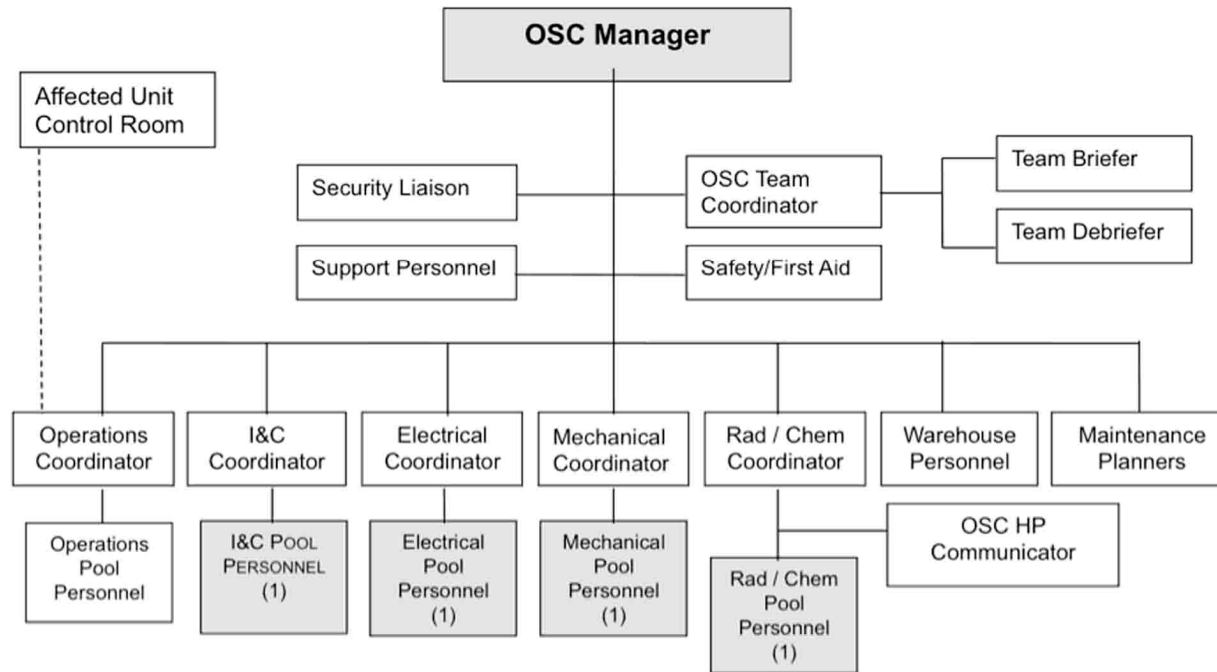 OSC Manager
Affected Unit
Control Room
Security Liaison
OSC Team
Coordinator
Team Briefer
Team Debriefer
Support Personnel
Safety/First Aid
Operations
Coordinator
I&C
Coordinator
Electrical
Coordinator
Mechanical
Coordinator
Rad / Chem
Coordinator
Warehouse
Personnel
Maintenance
Planners
Operations
Pool
Personnel
I&C POOL
PERSONNEL
(1)
Electrical
Pool
Personnel
(1)
Mechanical
Pool
Personnel
(1)
Rad / Chem
Pool
Personnel
(1)
OSC HP
Communicator